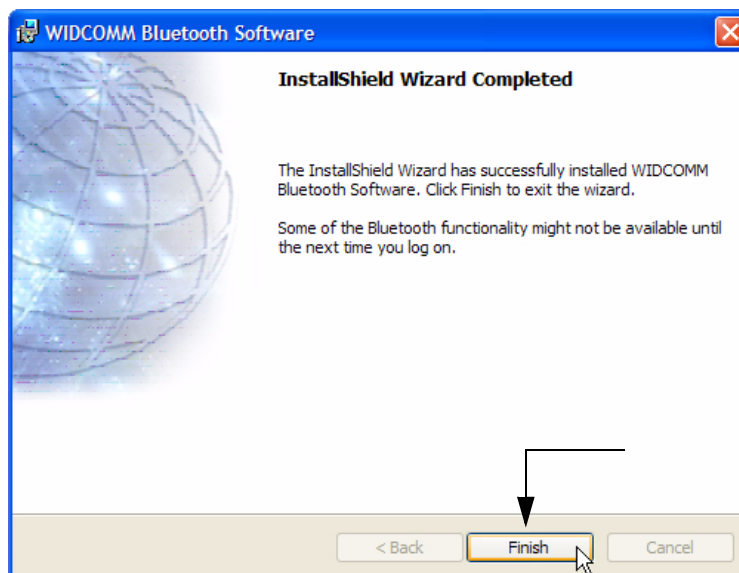 WIDCOMM Bluetooth Software
InstallShield Wizard Completed
The InstallShield Wizard has successfully installed WIDCOMM
Bluetooth Software. Click Finish to exit the wizard.
Some of the Bluetooth functionality might not be available until
the next time you log on.
< Back
Finish
Cancel